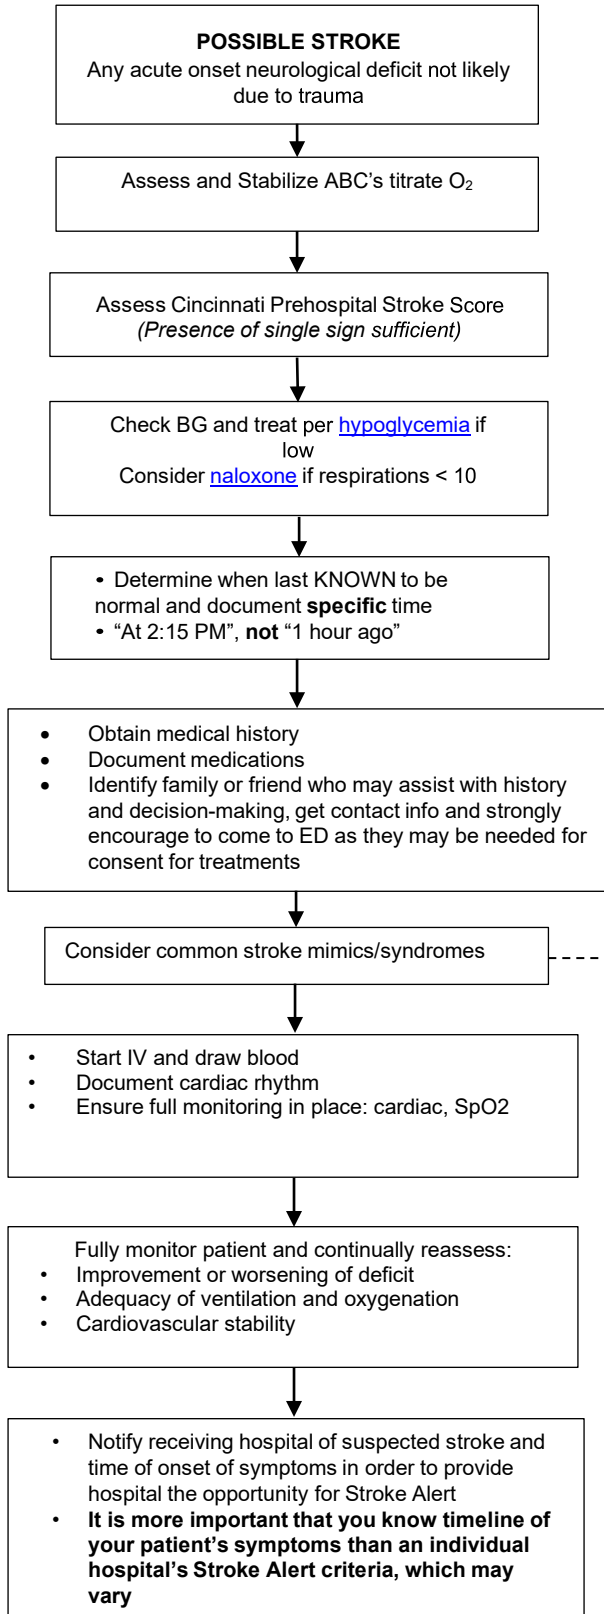 POSSIBLE STROKE
Any acute onset neurological deficit not likely
due to trauma
Assess and Stabilize ABC's titrate O₂
Assess Cincinnati Prehospital Stroke Score
(Presence of single sign sufficient)
Check BG and treat per hypoglycemia if
low
Consider naloxone if respirations < 10
• Determine when last KNOWN to be
normal and document specific time
• “At 2:15 PM”, not “1 hour ago”
• Obtain medical history
• Document medications
• Identify family or friend who may assist with history
and decision-making, get contact info and strongly
encourage to come to ED as they may be needed for
consent for treatments
Consider common stroke mimics/syndromes
• Start IV and draw blood
• Document cardiac rhythm
• Ensure full monitoring in place: cardiac, SpO2
Fully monitor patient and continually reassess:
• Improvement or worsening of deficit
• Adequacy of ventilation and oxygenation
• Cardiovascular stability
• Notify receiving hospital of suspected stroke and
time of onset of symptoms in order to provide
hospital the opportunity for Stroke Alert
• It is more important that you know timeline of
your patient's symptoms than an individual
hospital's Stroke Alert criteria, which may
vary